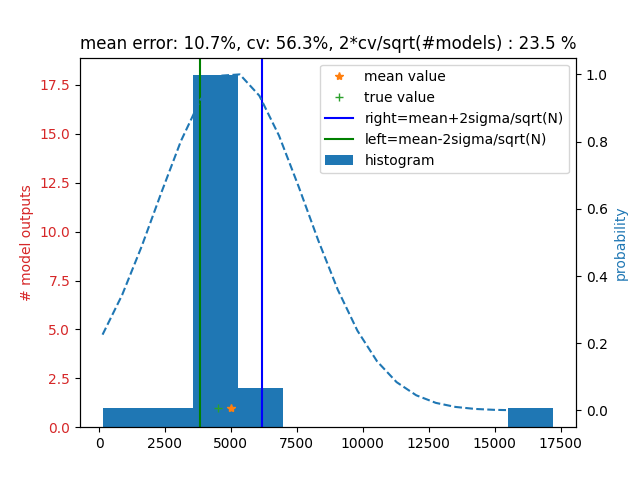 mean error: 10.7%, cv: 56.3%, 2*cv/sqrt(#models) : 23.5 %
mean value
true value
right=mean+2sigma/sqrt(N)
left=mean-2sigma/sqrt(N)
histogram
# model outputs
17.5
15.0
12.5
10.0
7.5
5.0
2.5
0.0
1.0
0.8
0.6
0.4
0.2
0.0
probability
0 2500 5000 7500 10000 12500 15000 17500